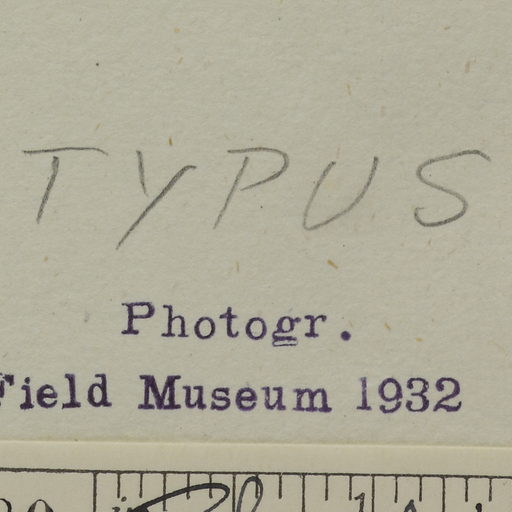 TYPUS
Photogr.
Field Museum 1932